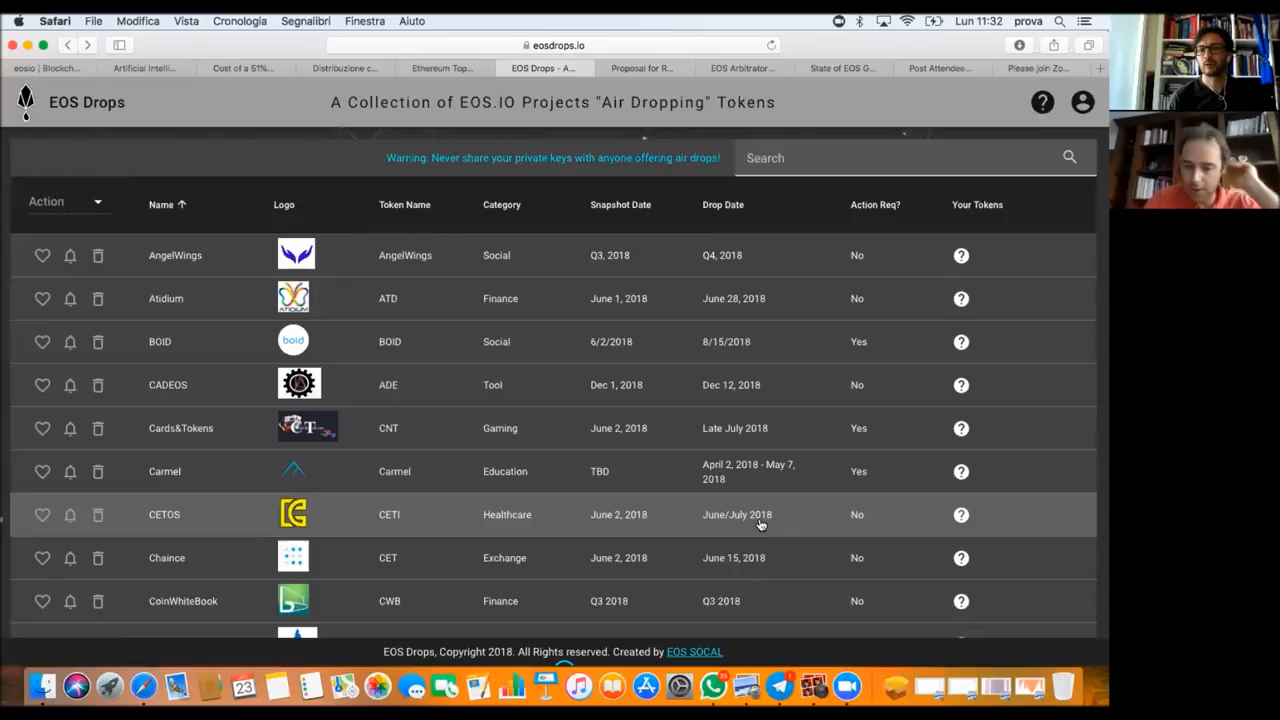 Safari File Modifica Vista Cronologia Segnalibri Finestra Aiuto Lun 11:32 prova
eosdrops.io
eosio | Blockch... Artificial Intelli... Cost of a 51%... Distribuzione c... Ethereum Tap... EOS Drops - A... Proposal for R... EOS Arbitrator... State of EOS G... Post Attendee... Please join Zo...
EOS Drops A Collection of EOS.IO Projects "Air Dropping" Tokens
Warning: Never share your private keys with anyone offering air drops! Search
Action Name Logo Token Name Category Snapshot Date Drop Date Action Req? Your Tokens
AngelWings AngelWings Social Q3, 2018 Q4, 2018 No
Atidium ATIDIUM ATD Finance June 1, 2018 June 28, 2018 No
BOID boid BOID Social 6/2/2018 8/15/2018 Yes
CADEOS ADE Tool Dec 1, 2018 Dec 12, 2018 No
Cards&Tokens CT CNT Gaming June 2, 2018 Late July 2018 Yes
Carmel Carmel Education TBD April 2, 2018 - May 7, 2018 Yes
CETOS CETI Healthcare June 2, 2018 June/July 2018 No
Chaince CET Exchange June 2, 2018 June 15, 2018 No
CoinWhiteBook CWB Finance Q3 2018 Q3 2018 No
EOS Drops, Copyright 2018. All Rights reserved. Created by EOS SOCAL
23